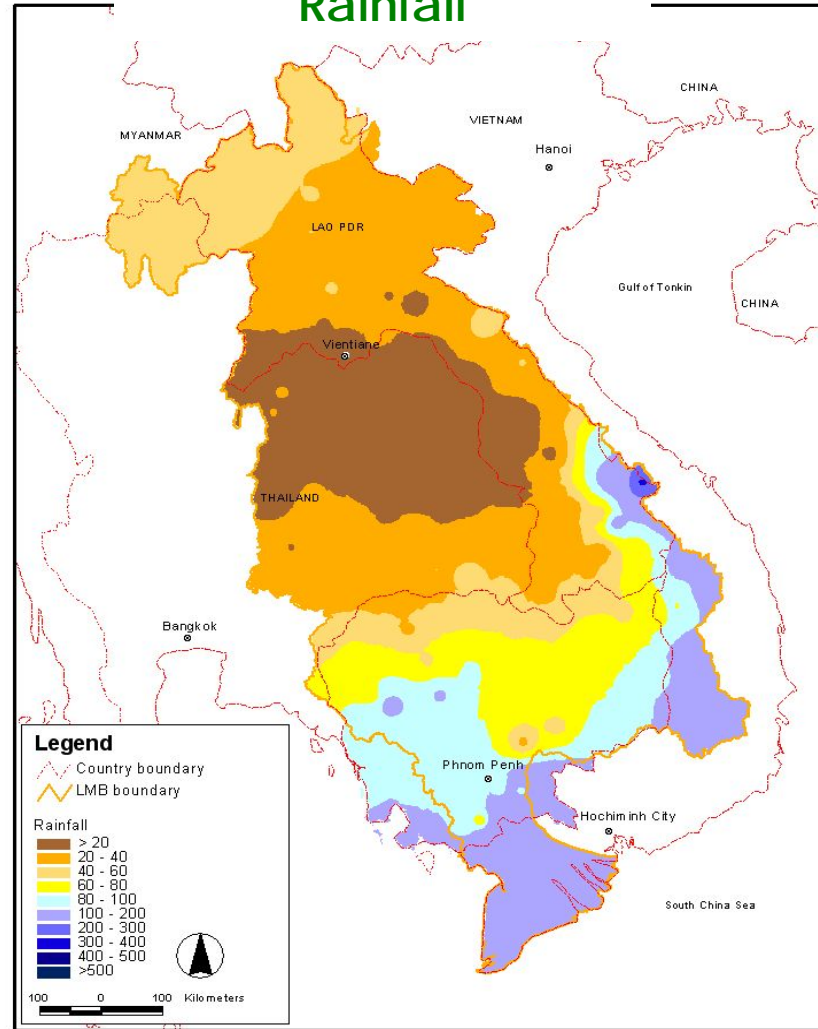 Rainfall
CHINA
VIETNAM
MYANMAR
Hanoi
LAO PDR
Gulf of Tonkin
CHINA
Vientiane
THAILAND
Bangkok
Phnom Penh
Hochiminh City
South China Sea
Legend
Country boundary
LMB boundary
Rainfall
> 20
20 - 40
40 - 60
60 - 80
80 - 100
100 - 200
200 - 300
300 - 400
400 - 500
>500
100 0 100 Kilometers